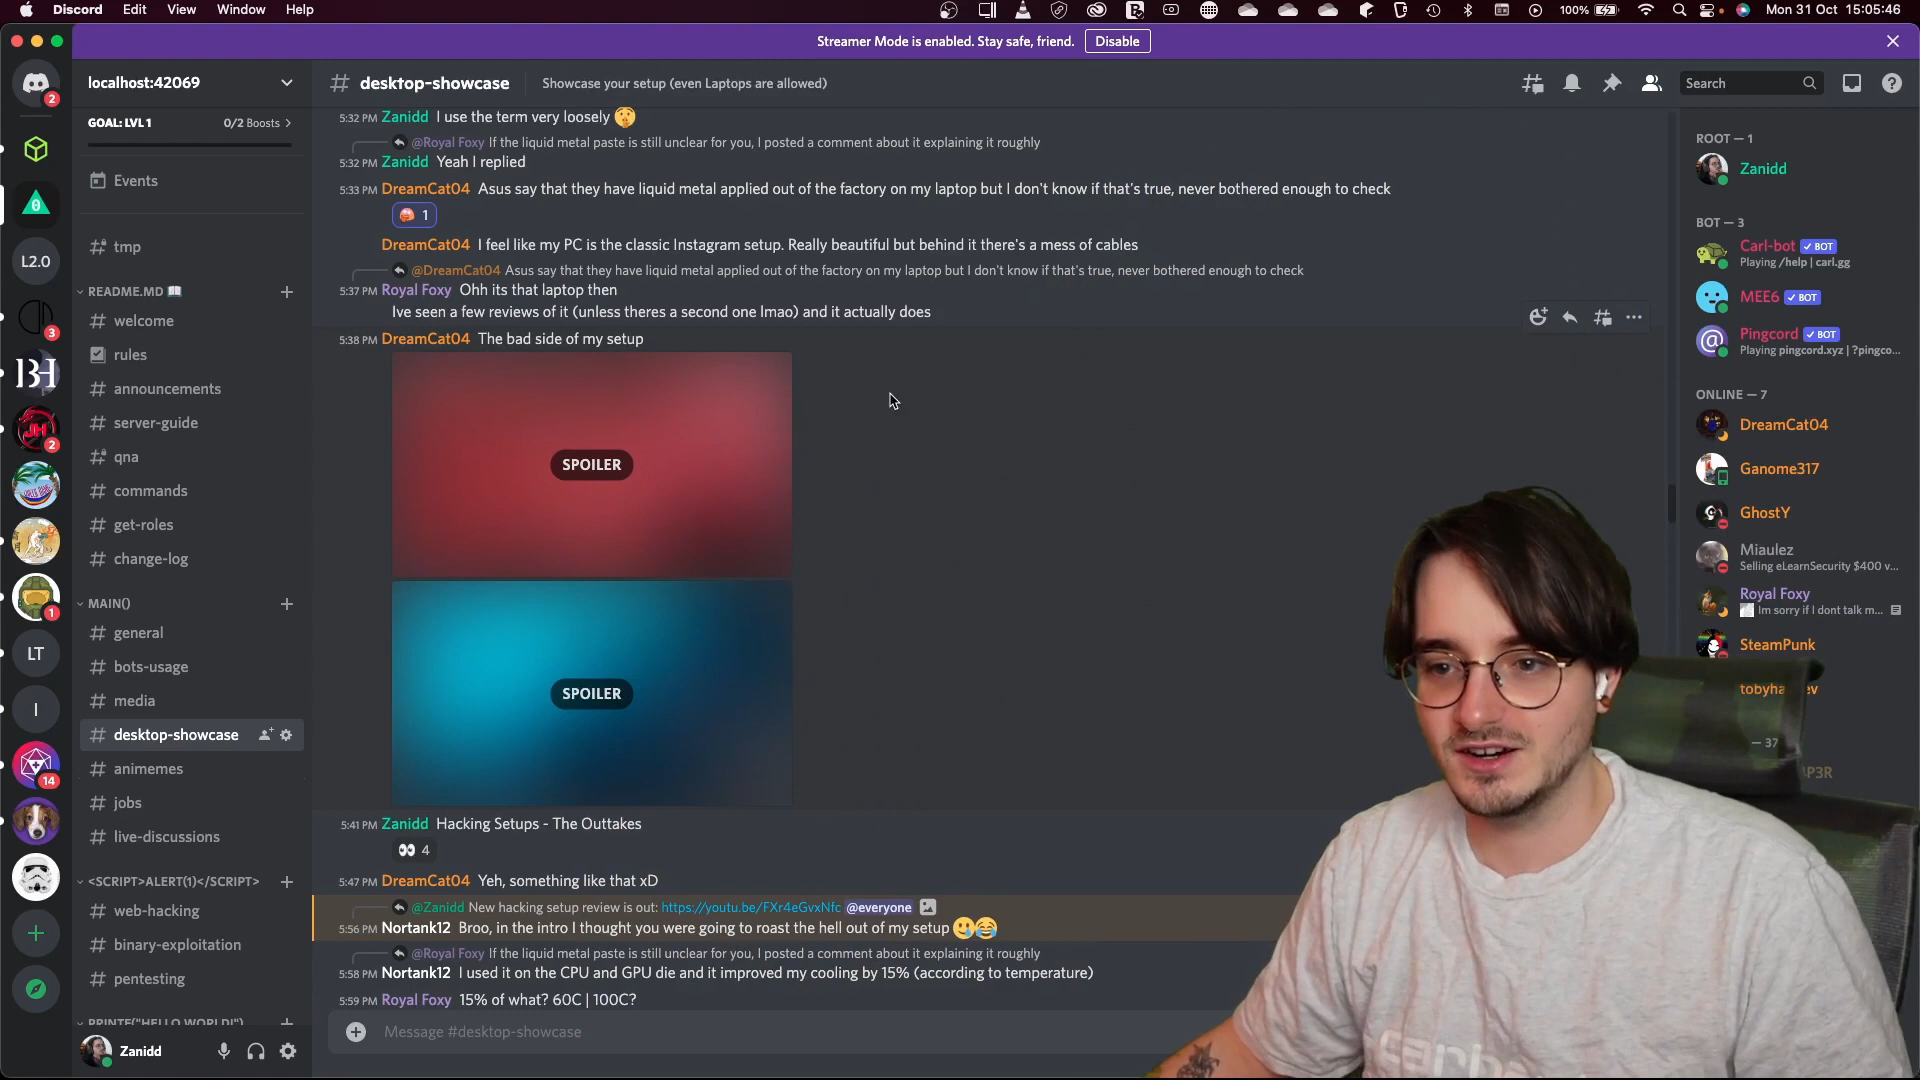 Discord Edit View Window Help
100% Mon 31 Oct 15:05:46
Streamer Mode is enabled. Stay safe, friend. Disable
localhost:42069
# desktop-showcase Showcase your setup (even Laptops are allowed)
Search
GOAL: LVL 1 0/2 Boosts >
Events
tmp
README.MD 📖
welcome
rules
announcements
server-guide
qna
commands
get-roles
change-log
MAIN()
general
bots-usage
media
desktop-showcase
animemes
jobs
live-discussions
<SCRIPT>ALERT(1)</SCRIPT>
web-hacking
binary-exploitation
pentesting
PRINTF("HELLO WORLD!")
Zanidd
2
L2.0
3
BH
JH
2
1
LT
I
14
5:32 PM Zanidd I use the term very loosely 🤫
@Royal Foxy If the liquid metal paste is still unclear for you, I posted a comment about it explaining it roughly
5:32 PM Zanidd Yeah I replied
5:33 PM DreamCat04 Asus say that they have liquid metal applied out of the factory on my laptop but I don't know if that's true, never bothered enough to check
1
DreamCat04 I feel like my PC is the classic Instagram setup. Really beautiful but behind it there's a mess of cables
@DreamCat04 Asus say that they have liquid metal applied out of the factory on my laptop but I don't know if that's true, never bothered enough to check
5:37 PM Royal Foxy Ohh its that laptop then
Ive seen a few reviews of it (unless theres a second one lmao) and it actually does
5:38 PM DreamCat04 The bad side of my setup
SPOILER
SPOILER
5:41 PM Zanidd Hacking Setups - The Outtakes
👀 4
5:47 PM DreamCat04 Yeh, something like that xD
@Zanidd New hacking setup review is out: https://youtu.be/FXr4eGvxNfc @everyone
5:56 PM Nortank12 Broo, in the intro I thought you were going to roast the hell out of my setup 🥲😂
@Royal Foxy If the liquid metal paste is still unclear for you, I posted a comment about it explaining it roughly
5:58 PM Nortank12 I used it on the CPU and GPU die and it improved my cooling by 15% (according to temperature)
5:59 PM Royal Foxy 15% of what? 60C | 100C?
Message #desktop-showcase
ROOT — 1
Zanidd
BOT — 3
Carl-bot ✓ BOT
Playing /help | carl.gg
MEE6 ✓ BOT
Pingcord ✓ BOT
Playing pingcord.xyz | ?pingco...
ONLINE — 7
DreamCat04
Ganome317
GhostY
Miaulez
Selling eLearnSecurity $400 v...
Royal Foxy
Im sorry if I dont talk m...
SteamPunk
— 37